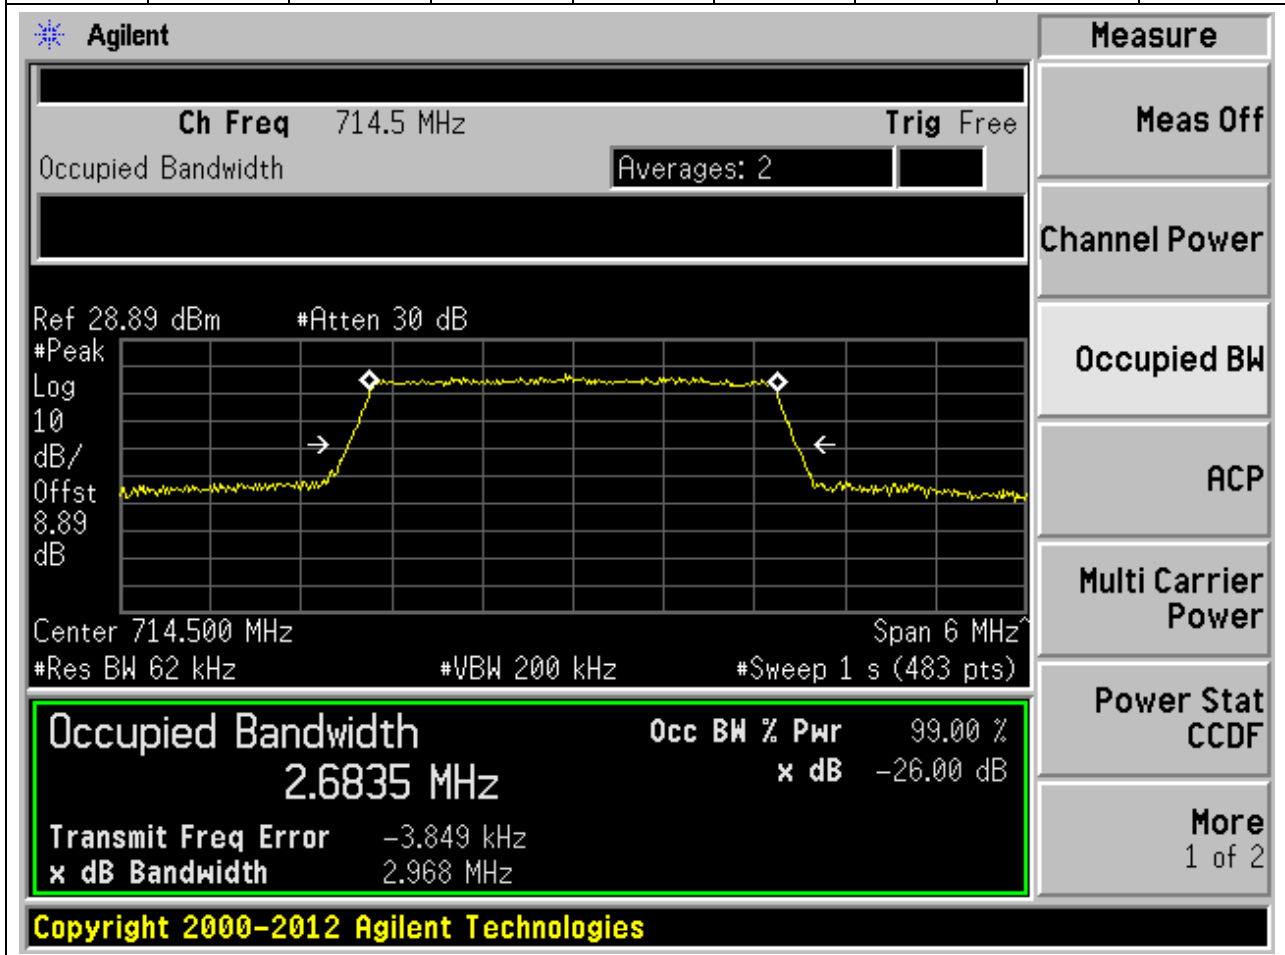 Agilent
Measure
Ch Freq 714.5 MHz Trig Free
Meas Off
Occupied Bandwidth Averages: 2
Channel Power
Ref 28.89 dBm #Atten 30 dB
#Peak
Log
10
dB/
Offst
8.89
dB
Occupied BW
ACP
Center 714.500 MHz Span 6 MHz^
#Res BW 62 kHz #VBW 200 kHz #Sweep 1 s (483 pts)
Multi Carrier
Power
Occupied Bandwidth Occ BW % Pwr 99.00 %
2.6835 MHz x dB -26.00 dB
Transmit Freq Error -3.849 kHz
x dB Bandwidth 2.968 MHz
Power Stat
CCDF
More
1 of 2
Copyright 2000-2012 Agilent Technologies